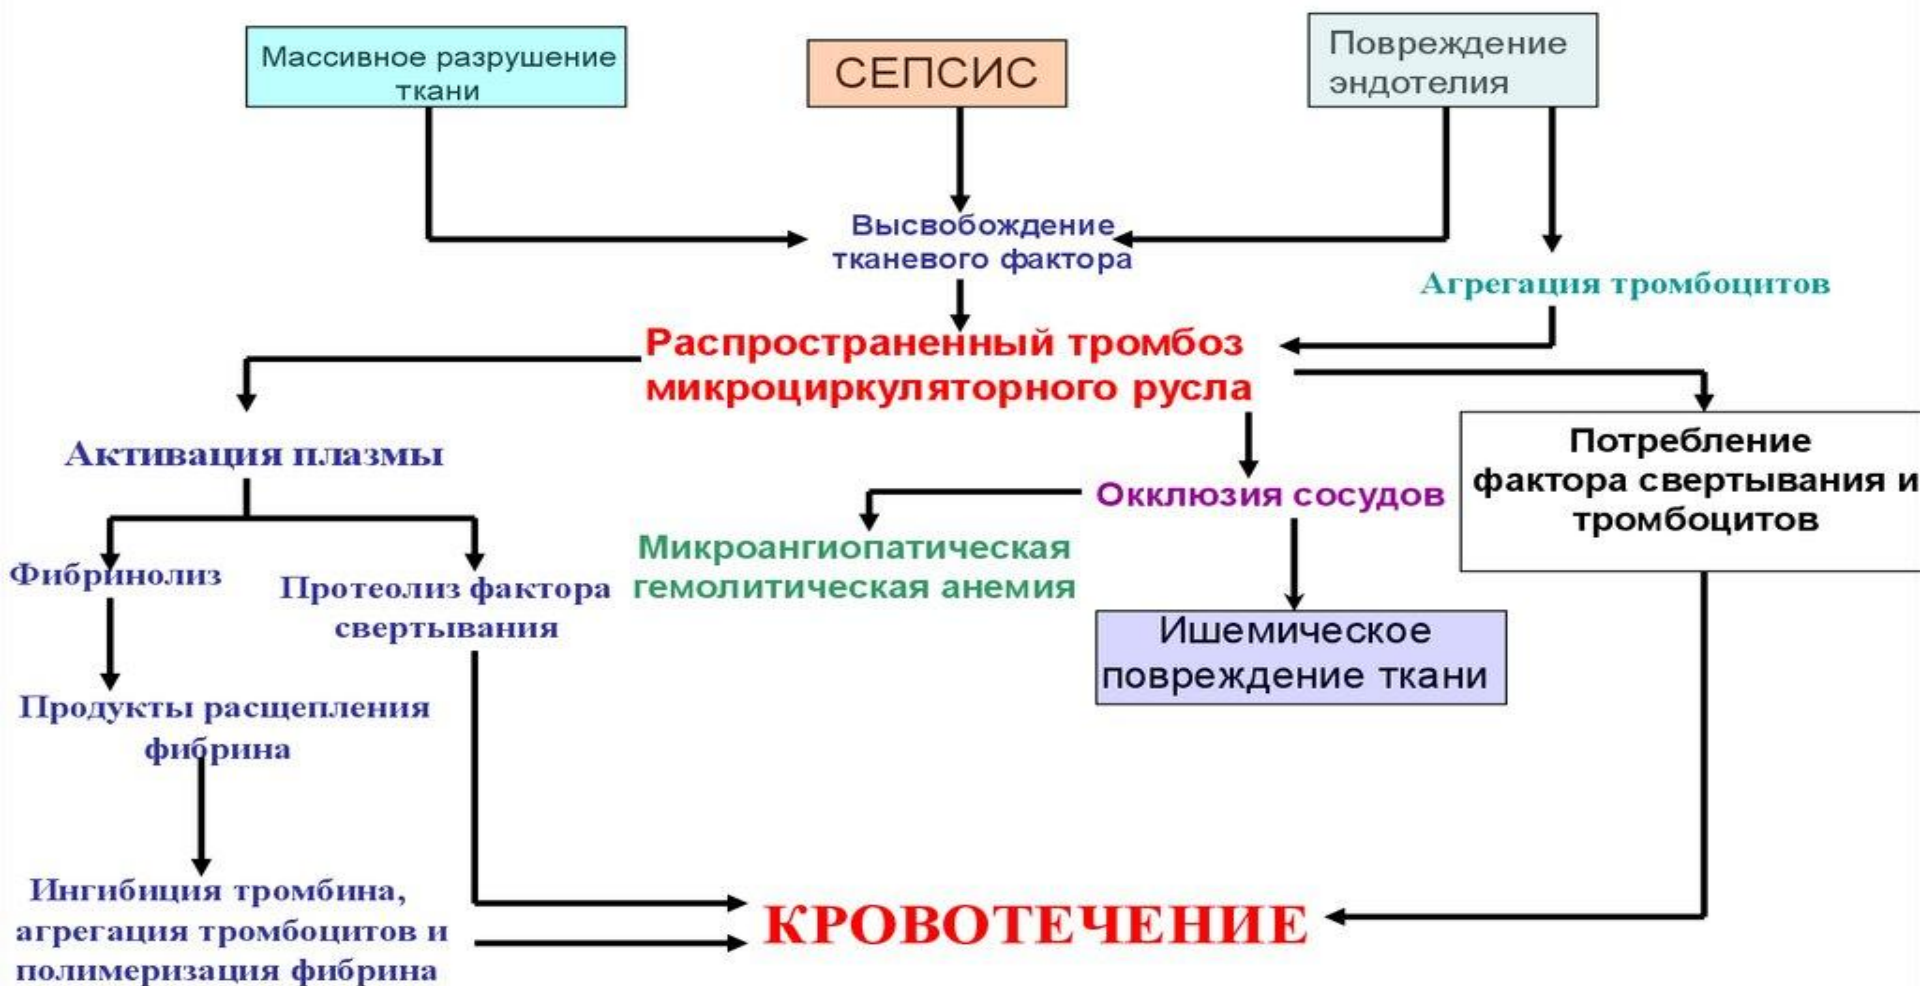 Массивное разрушение
ткани
СЕПСИС
Повреждение
эндотелия
Высвобождение
тканевого фактора
Агрегация тромбоцитов
Распространенный тромбоз
микроциркуляторного русла
Активация плазмы
Окклюзия сосудов
Потребление
фактора свертывания и
тромбоцитов
Микроангиопатическая
гемолитическая анемия
Фибринолиз
Протеолиз фактора
свертывания
Ишемическое
повреждение ткани
Продукты расщепления
фибрина
Ингибиция тромбина,
агрегация тромбоцитов и
полимеризация фибрина
КРОВОТЕЧЕНИЕ